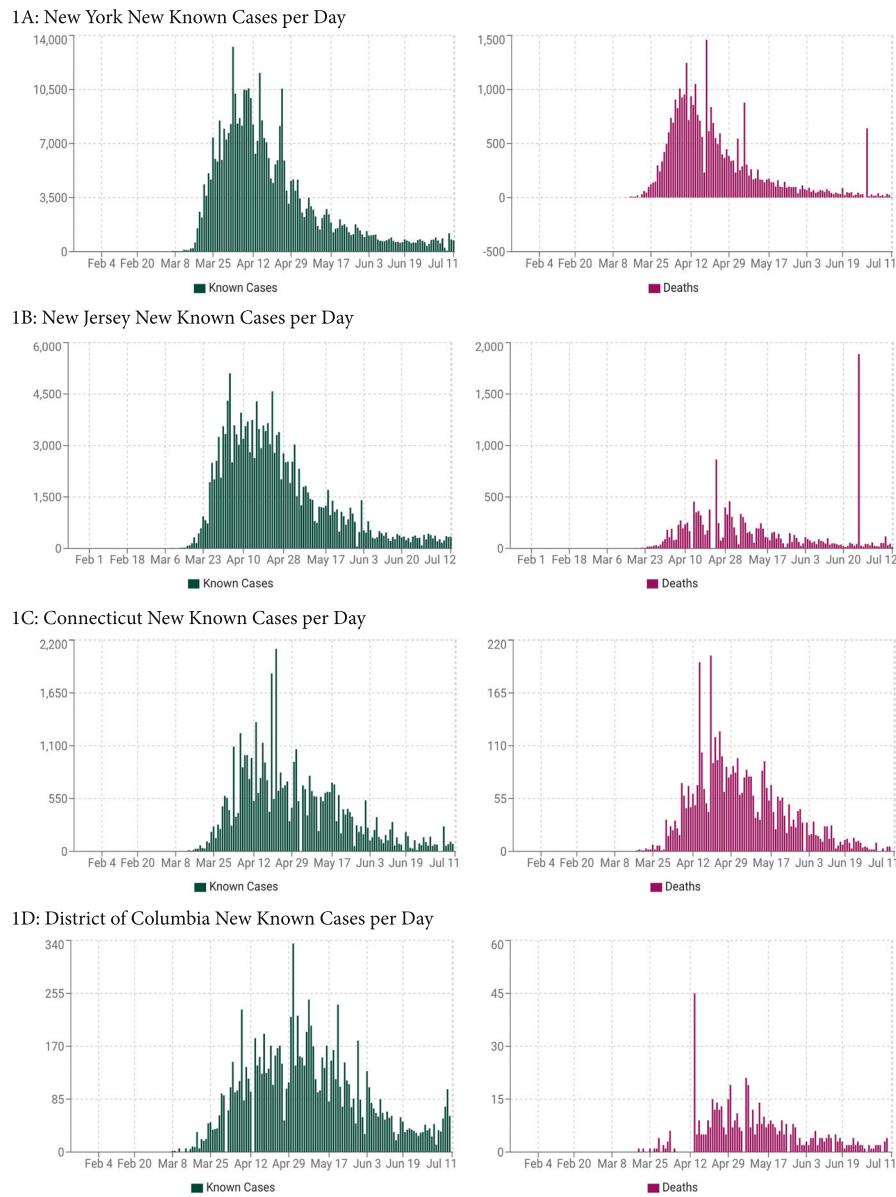 1A: New York New Known Cases per Day
14,000
10,500
7,000
3,500
0
Feb 4 Feb 20 Mar 8 Mar 25 Apr 12 Apr 29 May 17 Jun 3 Jun 19 Jul 11
Known Cases
1,500
1,000
500
0
-500
Feb 4 Feb 20 Mar 8 Mar 25 Apr 12 Apr 29 May 17 Jun 3 Jun 19 Jul 11
Deaths
1B: New Jersey New Known Cases per Day
6,000
4,500
3,000
1,500
0
Feb 1 Feb 18 Mar 6 Mar 23 Apr 10 Apr 28 May 17 Jun 3 Jun 20 Jul 12
Known Cases
2,000
1,500
1,000
500
0
Feb 1 Feb 18 Mar 6 Mar 23 Apr 10 Apr 28 May 17 Jun 3 Jun 20 Jul 12
Deaths
1C: Connecticut New Known Cases per Day
2,200
1,650
1,100
550
0
Feb 4 Feb 20 Mar 8 Mar 25 Apr 12 Apr 29 May 17 Jun 3 Jun 19 Jul 11
Known Cases
220
165
110
55
0
Feb 4 Feb 20 Mar 8 Mar 25 Apr 12 Apr 29 May 17 Jun 3 Jun 19 Jul 11
Deaths
1D: District of Columbia New Known Cases per Day
340
255
170
85
0
Feb 4 Feb 20 Mar 8 Mar 25 Apr 12 Apr 29 May 17 Jun 3 Jun 19 Jul 11
Known Cases
60
45
30
15
0
Feb 4 Feb 20 Mar 8 Mar 25 Apr 12 Apr 29 May 17 Jun 3 Jun 19 Jul 11
Deaths